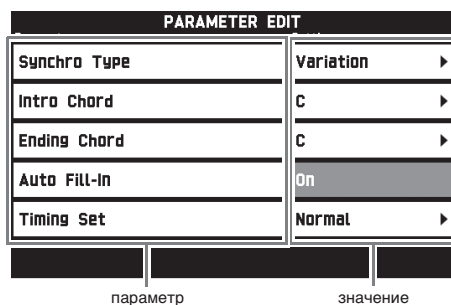 PARAMETER EDIT
Synchro Type Variation
Intro Chord C
Ending Chord C
Auto Fill-In On
Timing Set Normal
параметр значение